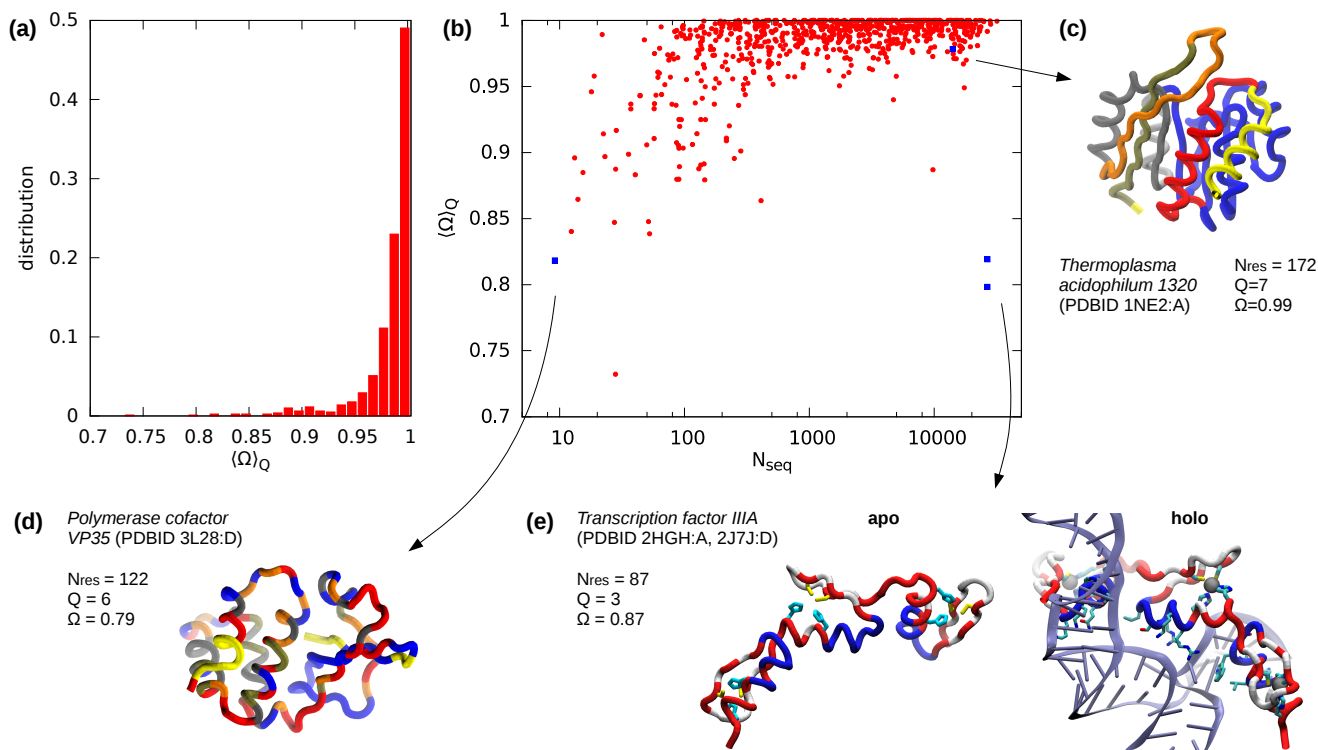 (a)
0.5
0.4
0.3
0.2
0.1
0
distribution
0.7 0.75 0.8 0.85 0.9 0.95 1
⟨Ω⟩Q
(b)
1
0.95
0.9
0.85
0.8
0.75
0.7
⟨Ω⟩Q
10 100 1000 10000
Nseq
(c)
Thermoplasma
acidophilum 1320
(PDBID 1NE2:A)
Nres = 172
Q=7
Ω=0.99
(d)
Polymerase cofactor
VP35 (PDBID 3L28:D)
Nres = 122
Q = 6
Ω = 0.79
(e)
Transcription factor IIIA
(PDBID 2HGH:A, 2J7J:D)
Nres = 87
Q = 3
Ω = 0.87
apo
holo